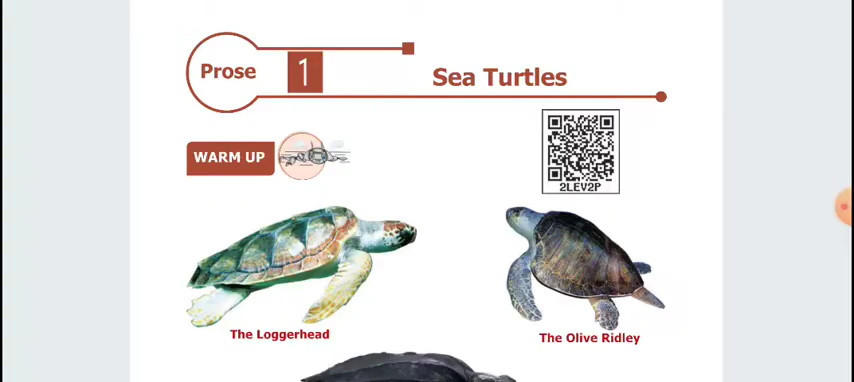 Prose
1
Sea Turtles
WARM UP
2LEV2P
The Loggerhead
The Olive Ridley